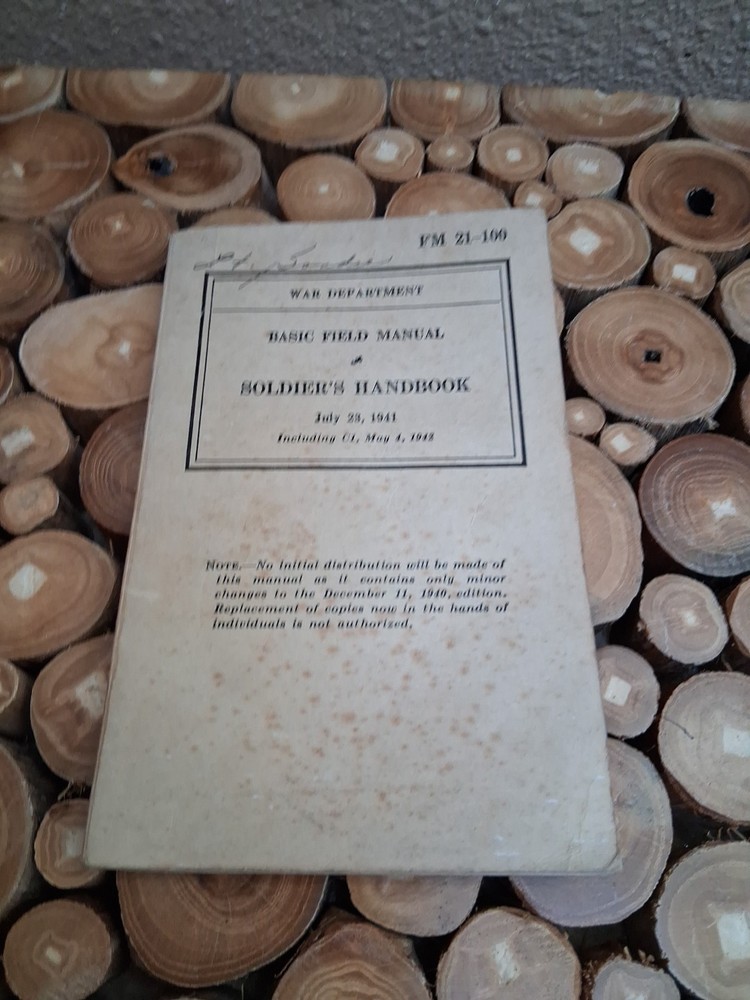 FM 21-100
WAR DEPARTMENT
BASIC FIELD MANUAL
SOLDIER'S HANDBOOK
July 23, 1941
Including C1, May 4, 1942
NOTE.—No initial distribution will be made of
this manual as it contains only minor
changes to the December 11, 1940, edition.
Replacement of copies now in the hands of
individuals is not authorized.